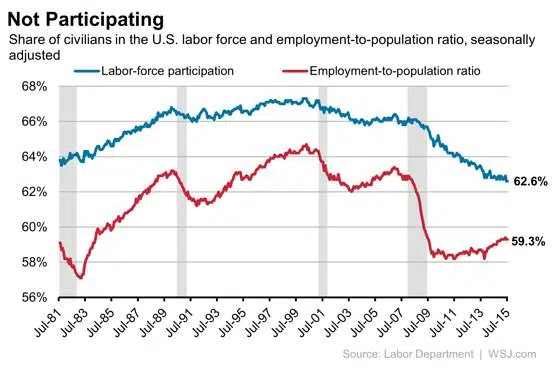 Not Participating
Share of civilians in the U.S. labor force and employment-to-population ratio, seasonally
adjusted
Labor-force participation Employment-to-population ratio
68%
66%
64%
62%
60%
58%
56%
62.6%
59.3%
Jul-81 Jul-83 Jul-85 Jul-87 Jul-89 Jul-91 Jul-93 Jul-95 Jul-97 Jul-99 Jul-01 Jul-03 Jul-05 Jul-07 Jul-09 Jul-11 Jul-13 Jul-15
Source: Labor Department | WSJ.com